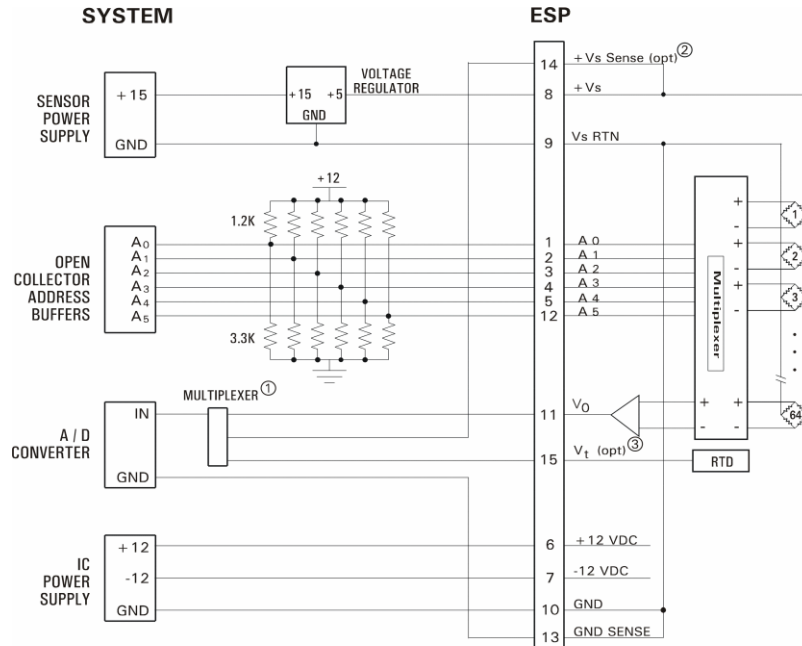 SYSTEM
ESP
SENSOR
POWER
SUPPLY
+15
GND
+15 +5
GND
VOLTAGE
REGULATOR
14 +Vs Sense (opt) ②
8 +Vs
9 Vs RTN
+12
1.2K
3.3K
OPEN
COLLECTOR
ADDRESS
BUFFERS
A0
A1
A2
A3
A4
A5
1 A 0
2 A 1
3 A 2
4 A 3
5 A 4
12 A 5
Multiplexer
+
-
+
-
+
-
+ +
- -
1
2
3
64
A / D
CONVERTER
IN
GND
MULTIPLEXER ①
11 V0
15 Vt (opt) ③
RTD
IC
POWER
SUPPLY
+12
-12
GND
6 +12 VDC
7 -12 VDC
10 GND
13 GND SENSE